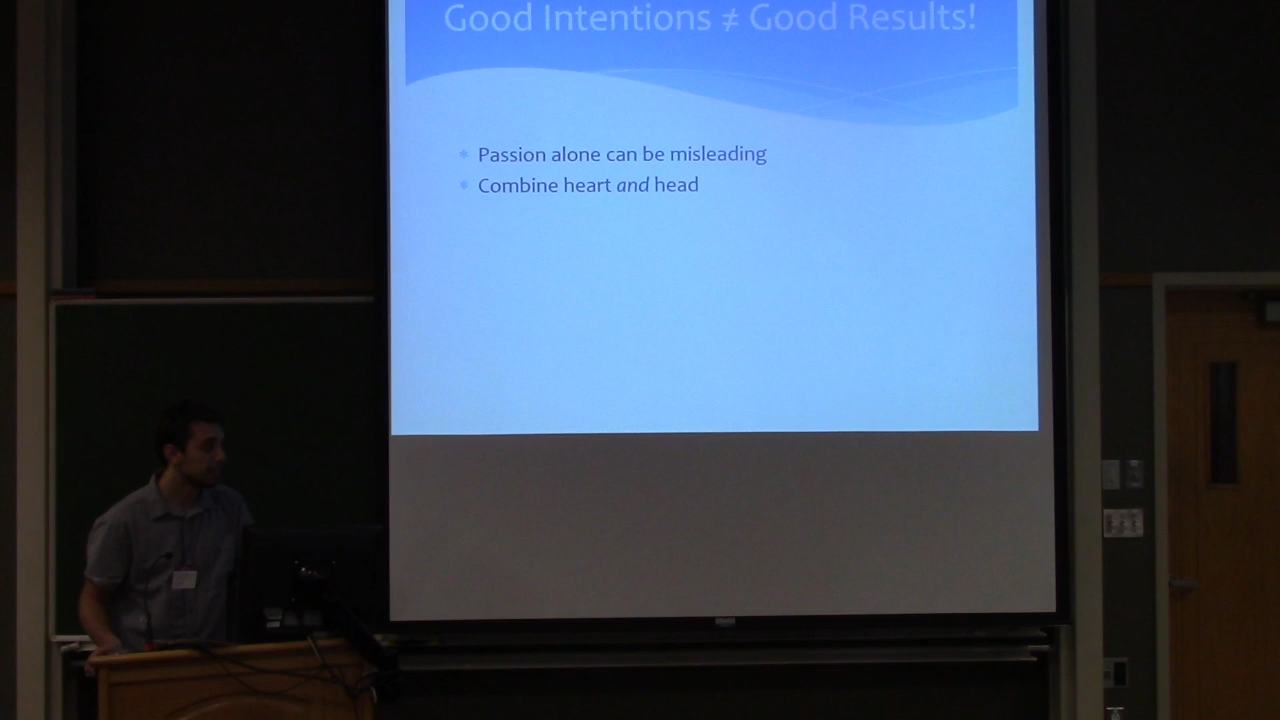 Good Intentions ≠ Good Results!
* Passion alone can be misleading
* Combine heart and head